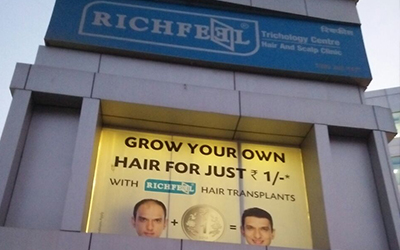 RICHFEEL
Trichology Centre
Hair And Scalp Clinic
GROW YOUR OWN
HAIR FOR JUST ₹ 1/-*
WITH RICHFEEL HAIR TRANSPLANTS
+ =